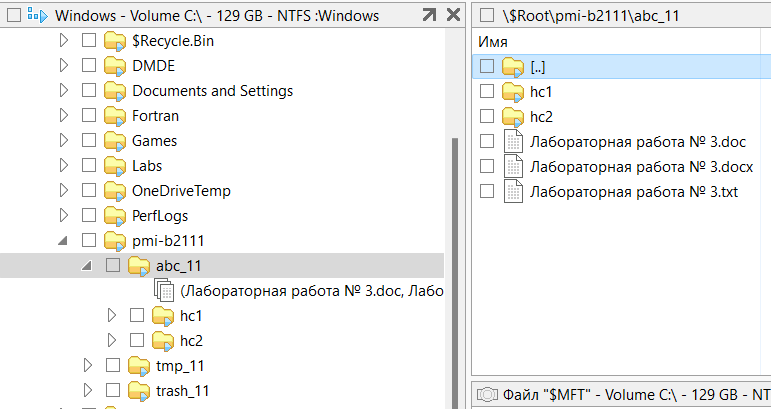 Windows - Volume C:\ - 129 GB - NTFS :Windows
$Recycle.Bin
DMDE
Documents and Settings
Fortran
Games
Labs
OneDriveTemp
PerfLogs
pmi-b2111
abc_11
(Лабораторная работа № 3.doc, Лабо
hc1
hc2
tmp_11
trash_11
\$Root\pmi-b2111\abc_11
Имя
[..]
hc1
hc2
Лабораторная работа № 3.doc
Лабораторная работа № 3.docx
Лабораторная работа № 3.txt
Файл "$MFT" - Volume C:\ - 129 GB - NT